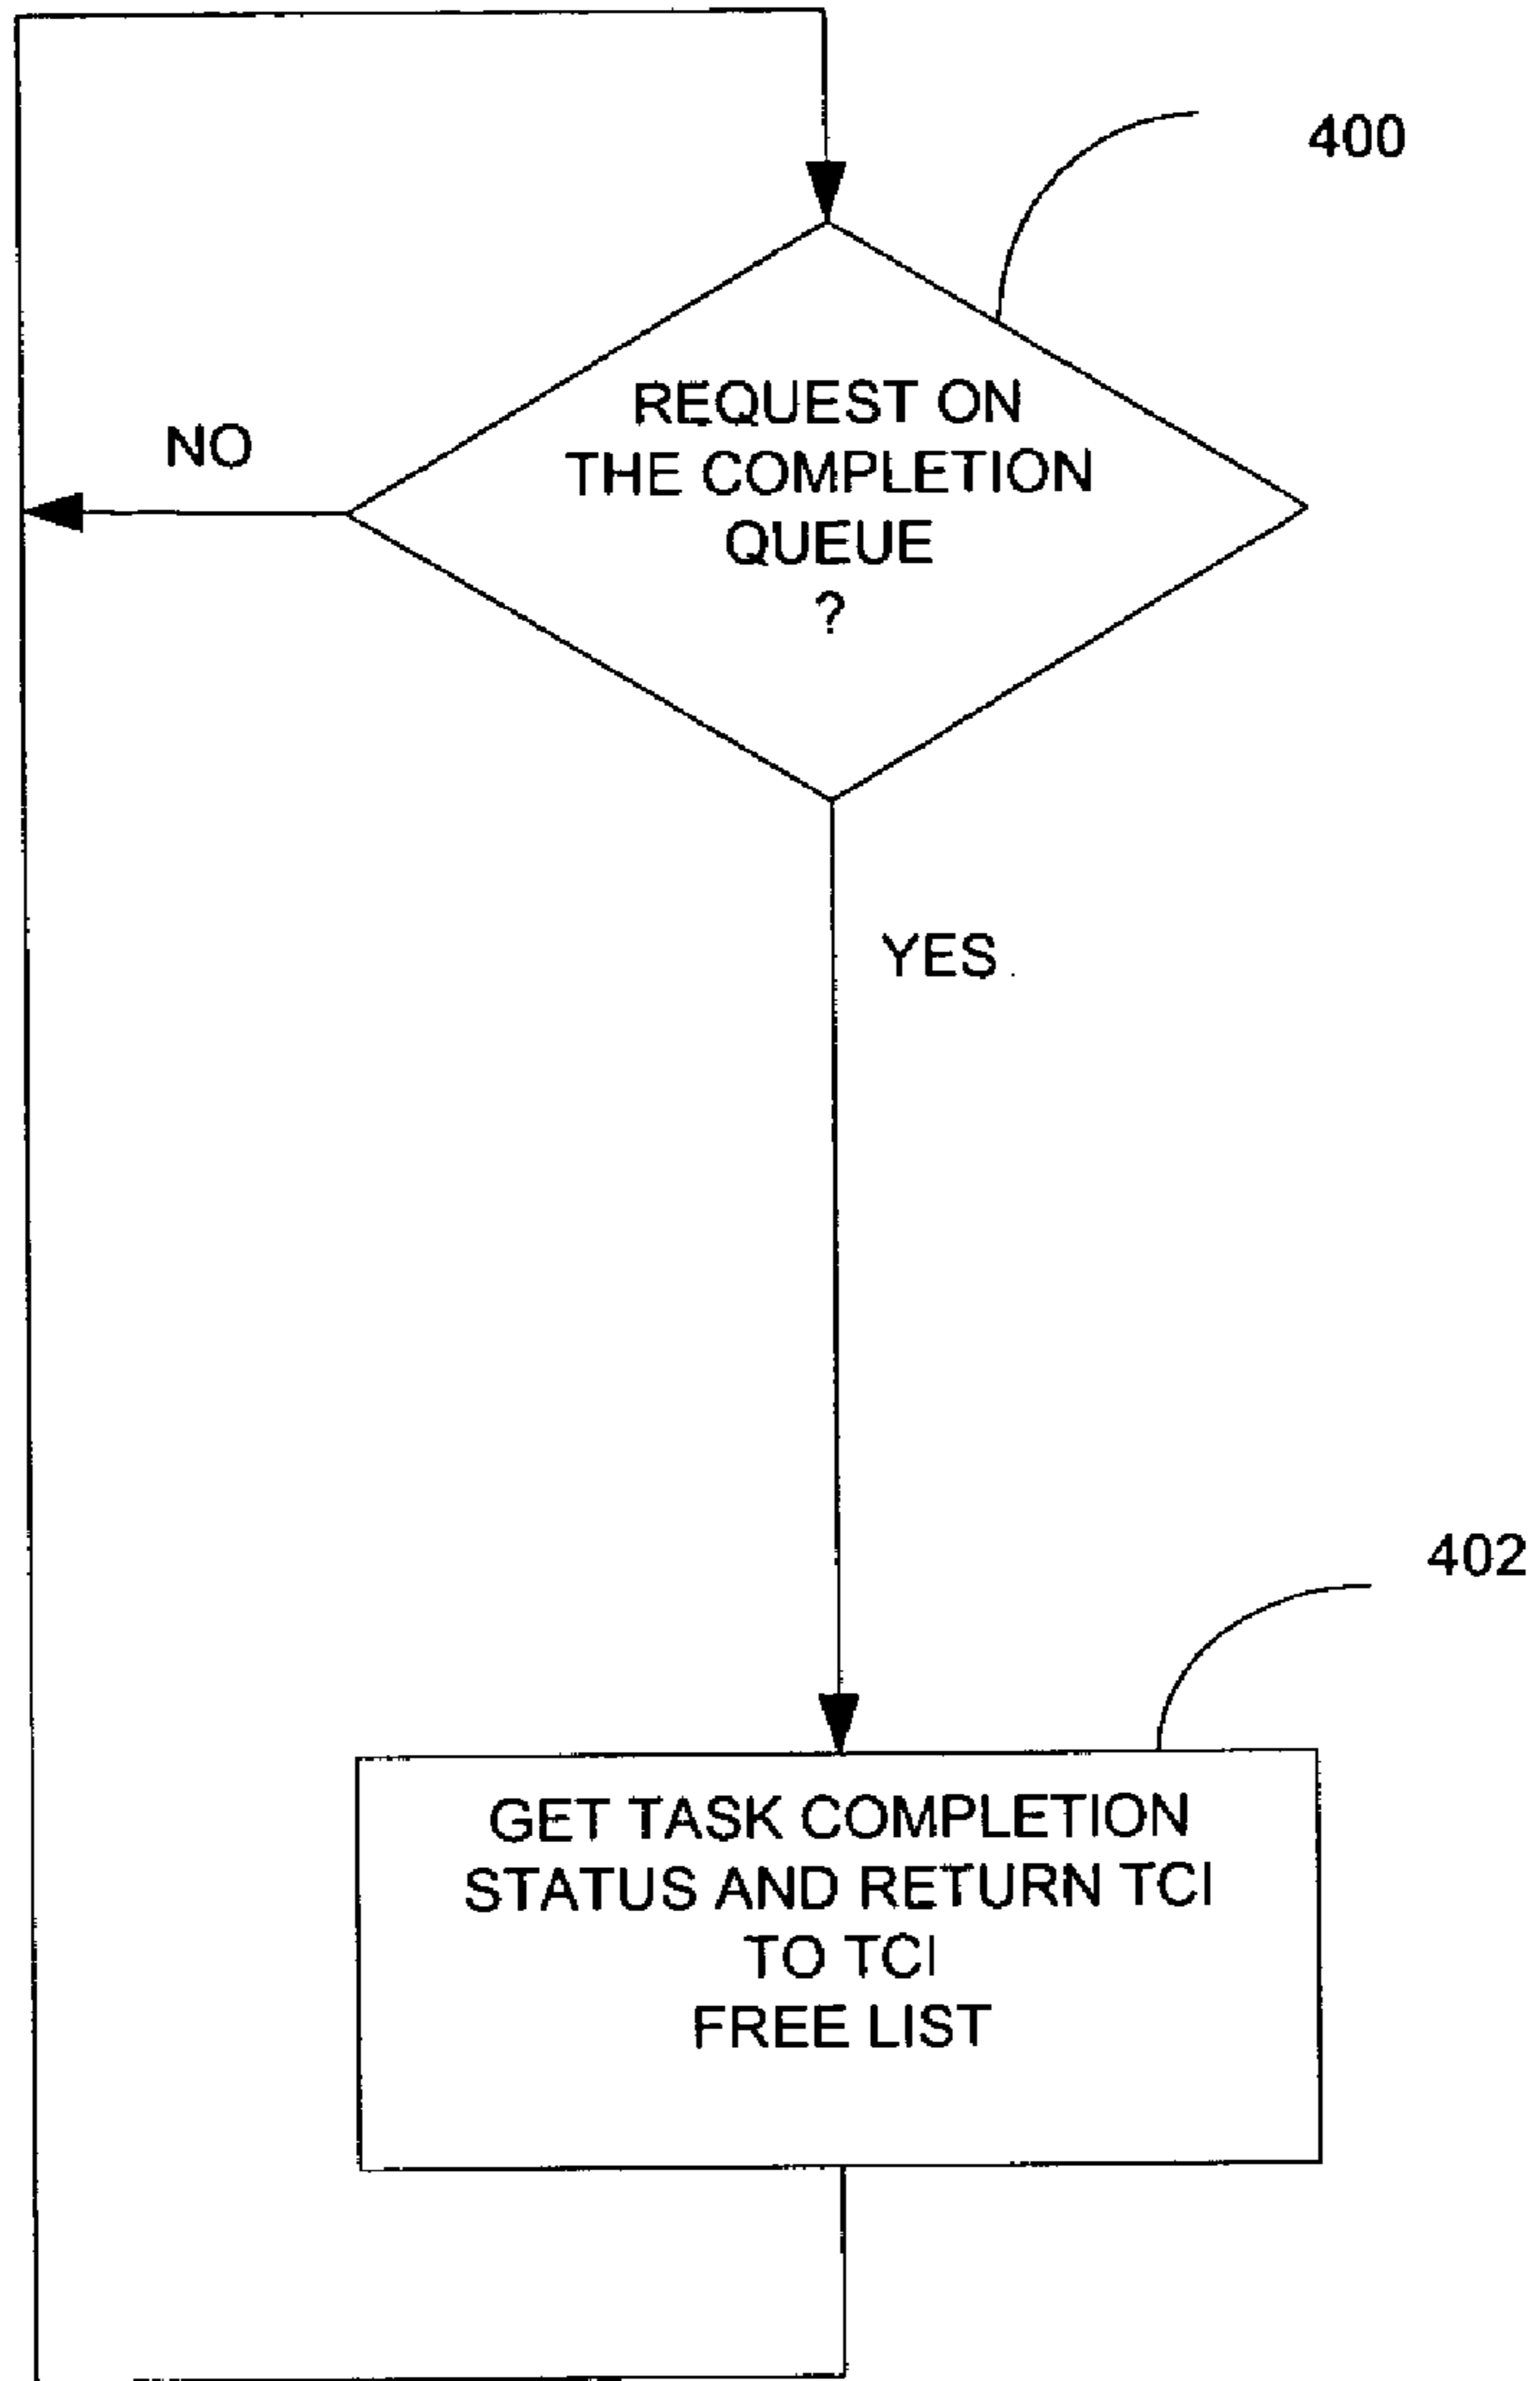 400
REQUEST ON
THE COMPLETION
QUEUE
?
NO
YES
402
GET TASK COMPLETION
STATUS AND RETURN TCI
TO TCI
FREE LIST